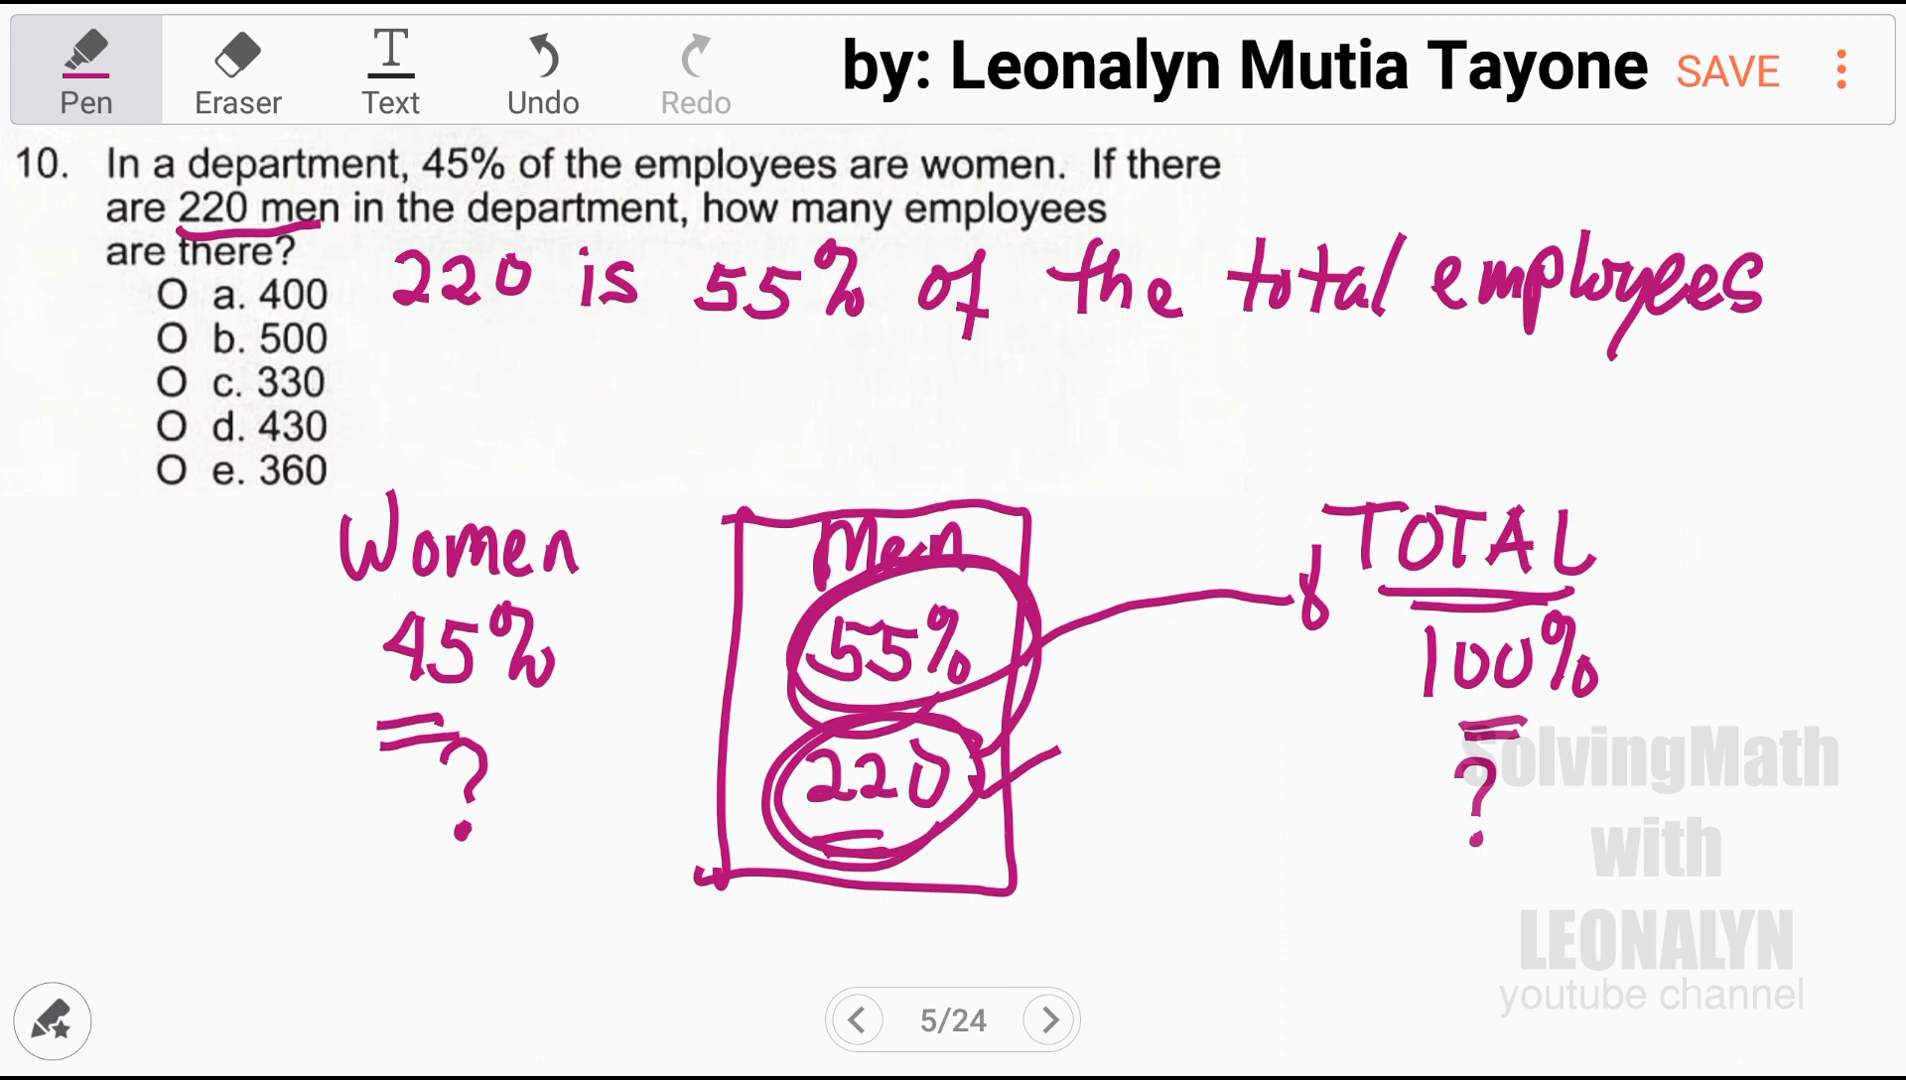 Pen
Eraser
Text
Undo
Redo
by: Leonalyn Mutia Tayone
SAVE
10. In a department, 45% of the employees are women. If there
are 220 men in the department, how many employees
are there?
220 is 55% of the total employees
O a. 400
O b. 500
O c. 330
O d. 430
O e. 360
Women
Men
TOTAL
45%
55%
100%
?
220
?
SolvingMath
with
LEONALYN
youtube channel
5/24